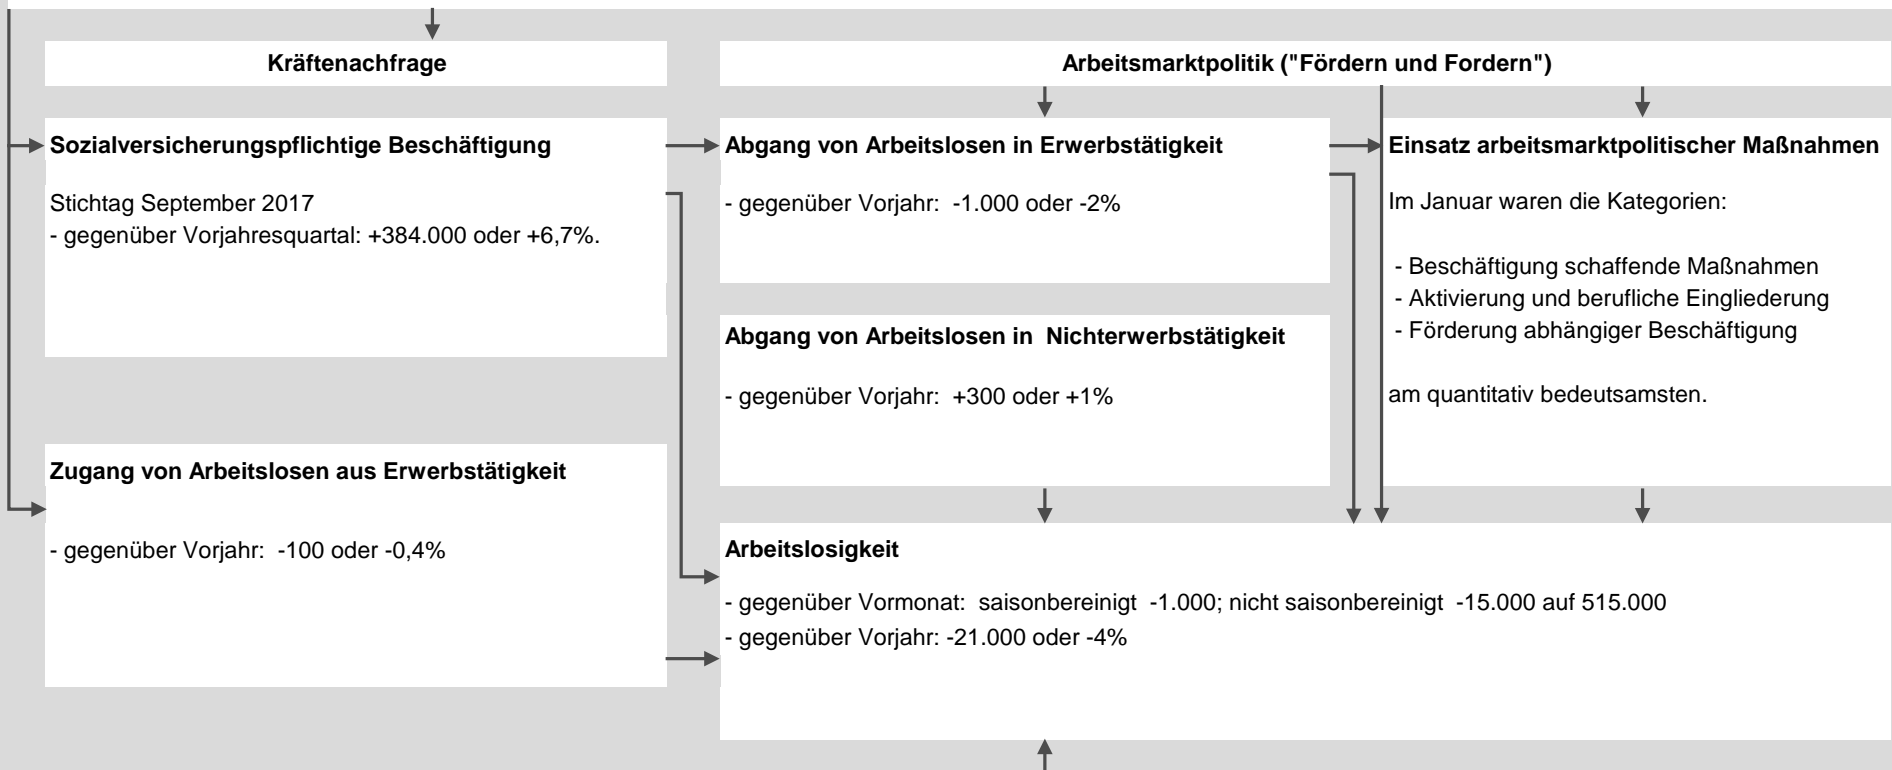 Kräftenachfrage
Arbeitsmarktpolitik ("Fördern und Fordern")
Sozialversicherungspflichtige Beschäftigung
Stichtag September 2017
- gegenüber Vorjahresquartal: +384.000 oder +6,7%.
Abgang von Arbeitslosen in Erwerbstätigkeit
- gegenüber Vorjahr:  -1.000 oder -2%
Einsatz arbeitsmarktpolitischer Maßnahmen
Im Januar waren die Kategorien:
- Beschäftigung schaffende Maßnahmen
- Aktivierung und berufliche Eingliederung
- Förderung abhängiger Beschäftigung
am quantitativ bedeutsamsten.
Abgang von Arbeitslosen in  Nichterwerbstätigkeit
- gegenüber Vorjahr:  +300 oder +1%
Zugang von Arbeitslosen aus Erwerbstätigkeit
- gegenüber Vorjahr:  -100 oder -0,4%
Arbeitslosigkeit
- gegenüber Vormonat:  saisonbereinigt  -1.000; nicht saisonbereinigt  -15.000 auf 515.000
- gegenüber Vorjahr: -21.000 oder -4%